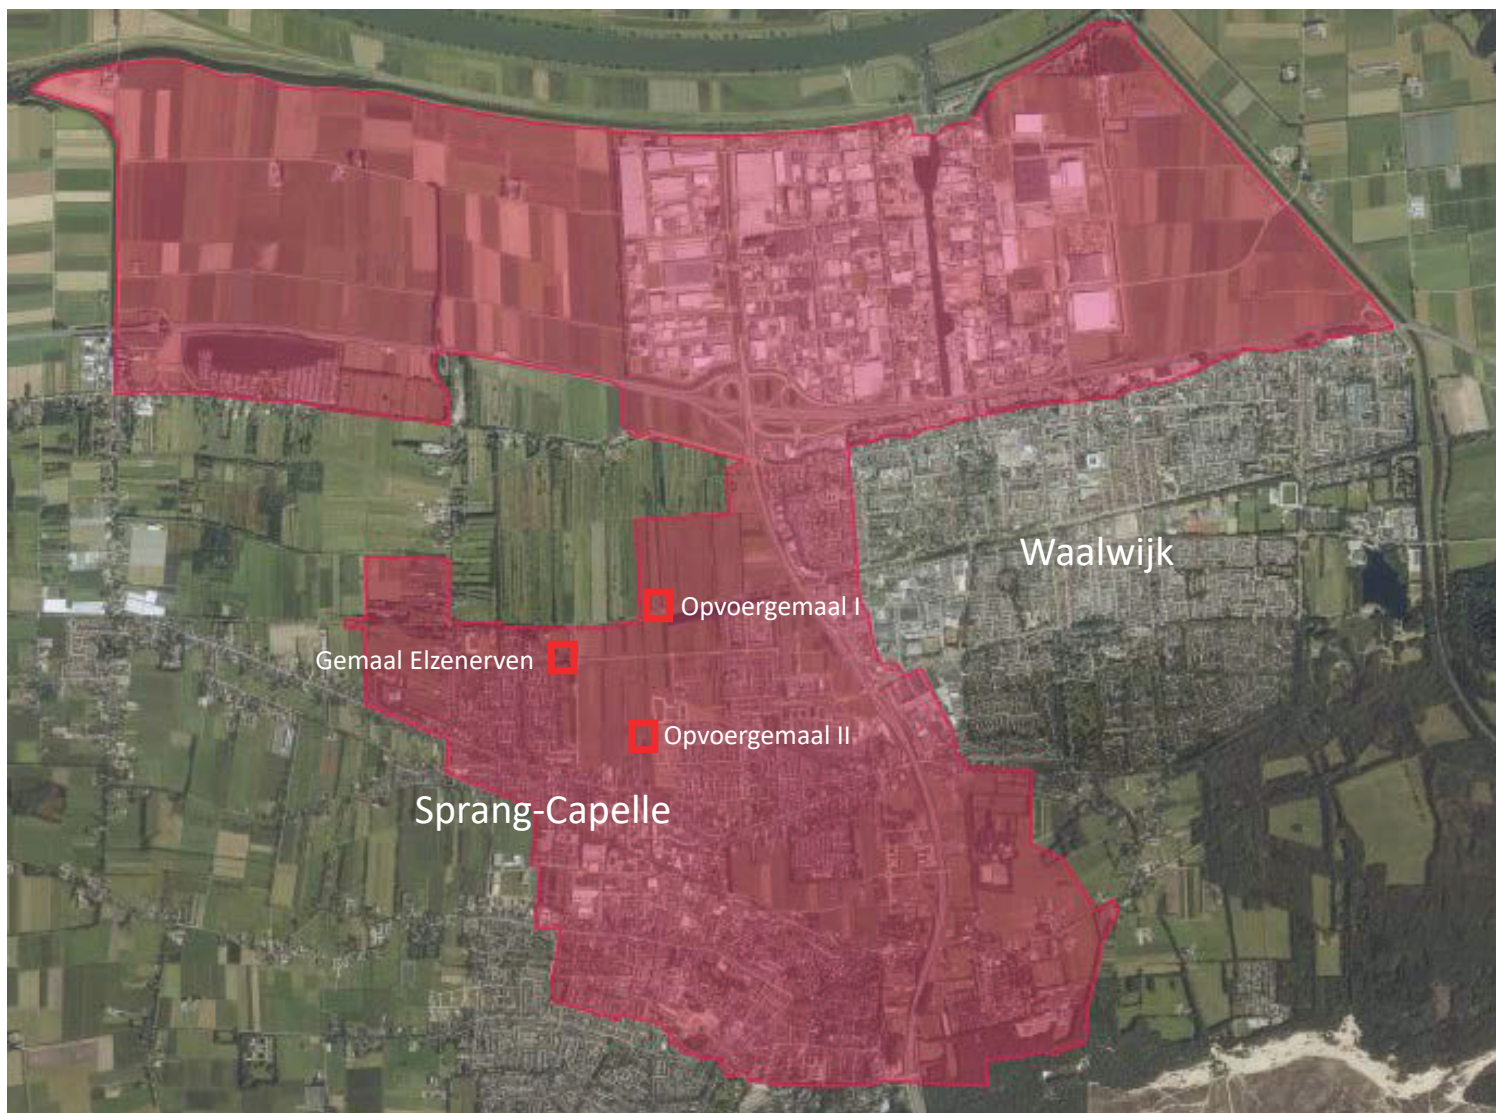 Waalwijk
Opvoergemaal I
Gemaal Elzenerven
Opvoergemaal II
Sprang-Capelle